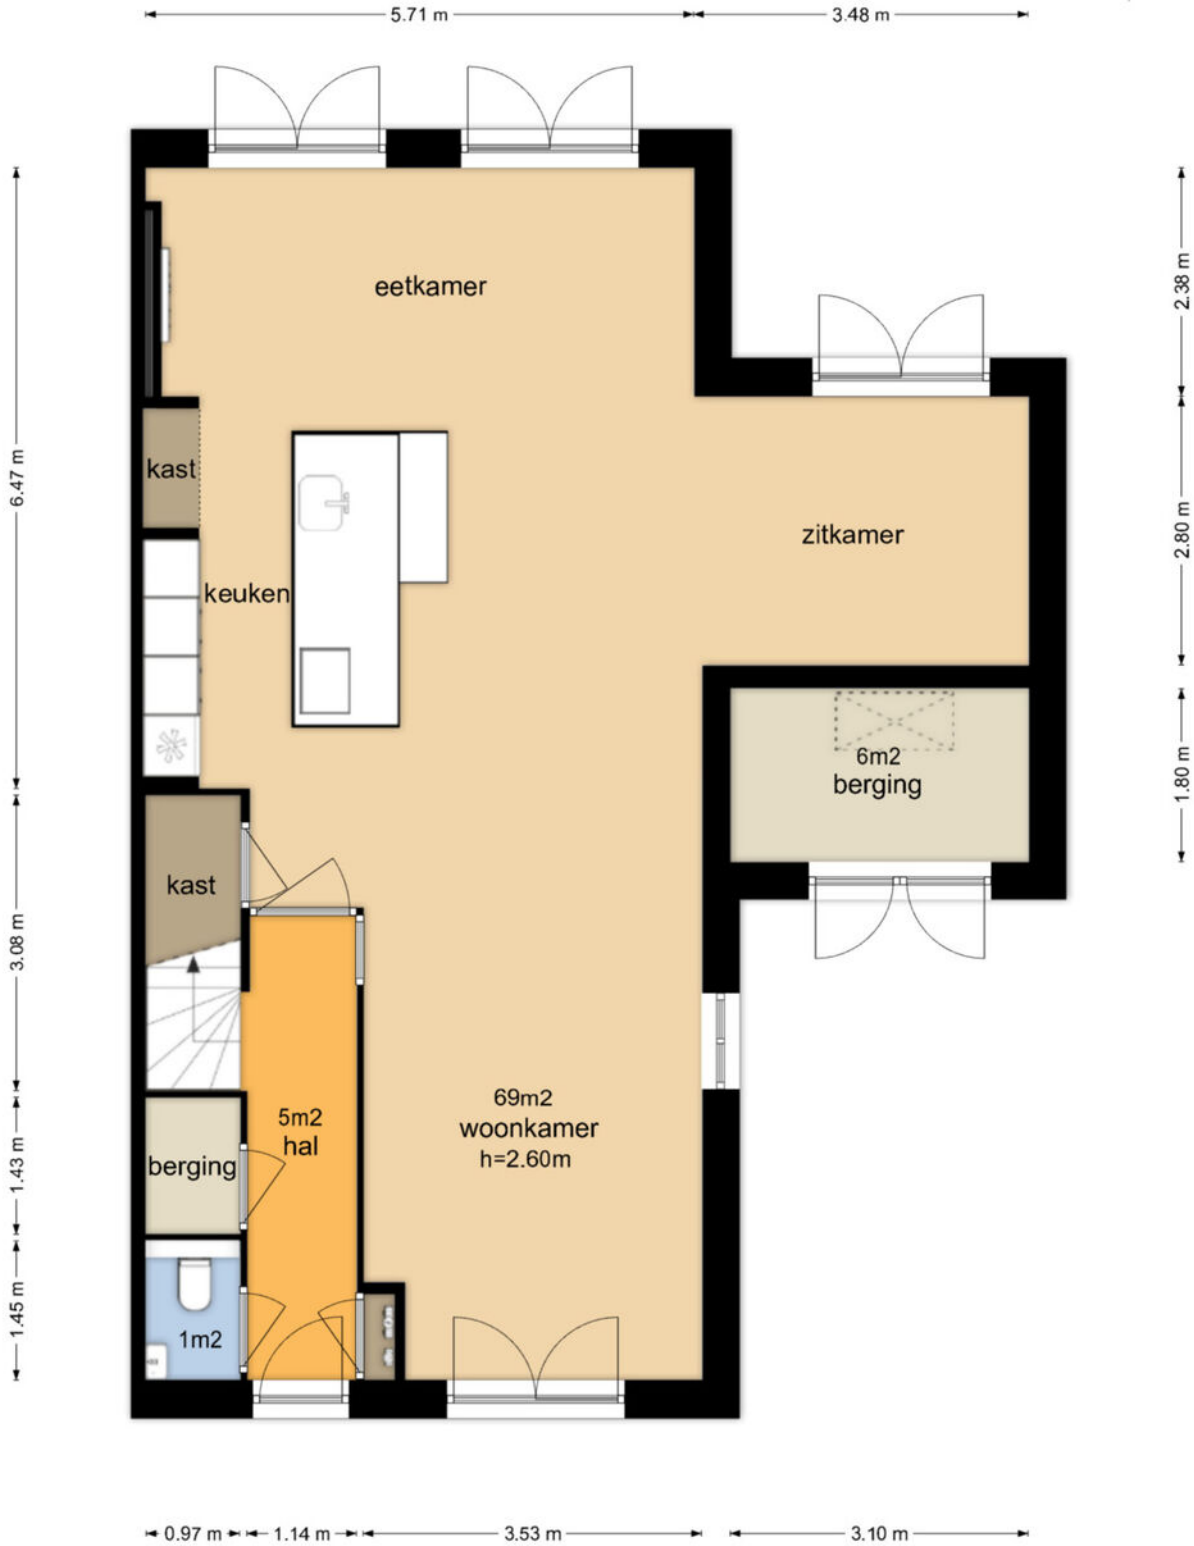 5.71 m
3.48 m
eetkamer
2.38 m
kast
6.47 m
zitkamer
2.80 m
keuken
6m2
berging
1.80 m
kast
3.08 m
69m2
woonkamer
h=2.60m
5m2
hal
berging
1.43 m
1m2
1.45 m
0.97 m
1.14 m
3.53 m
3.10 m